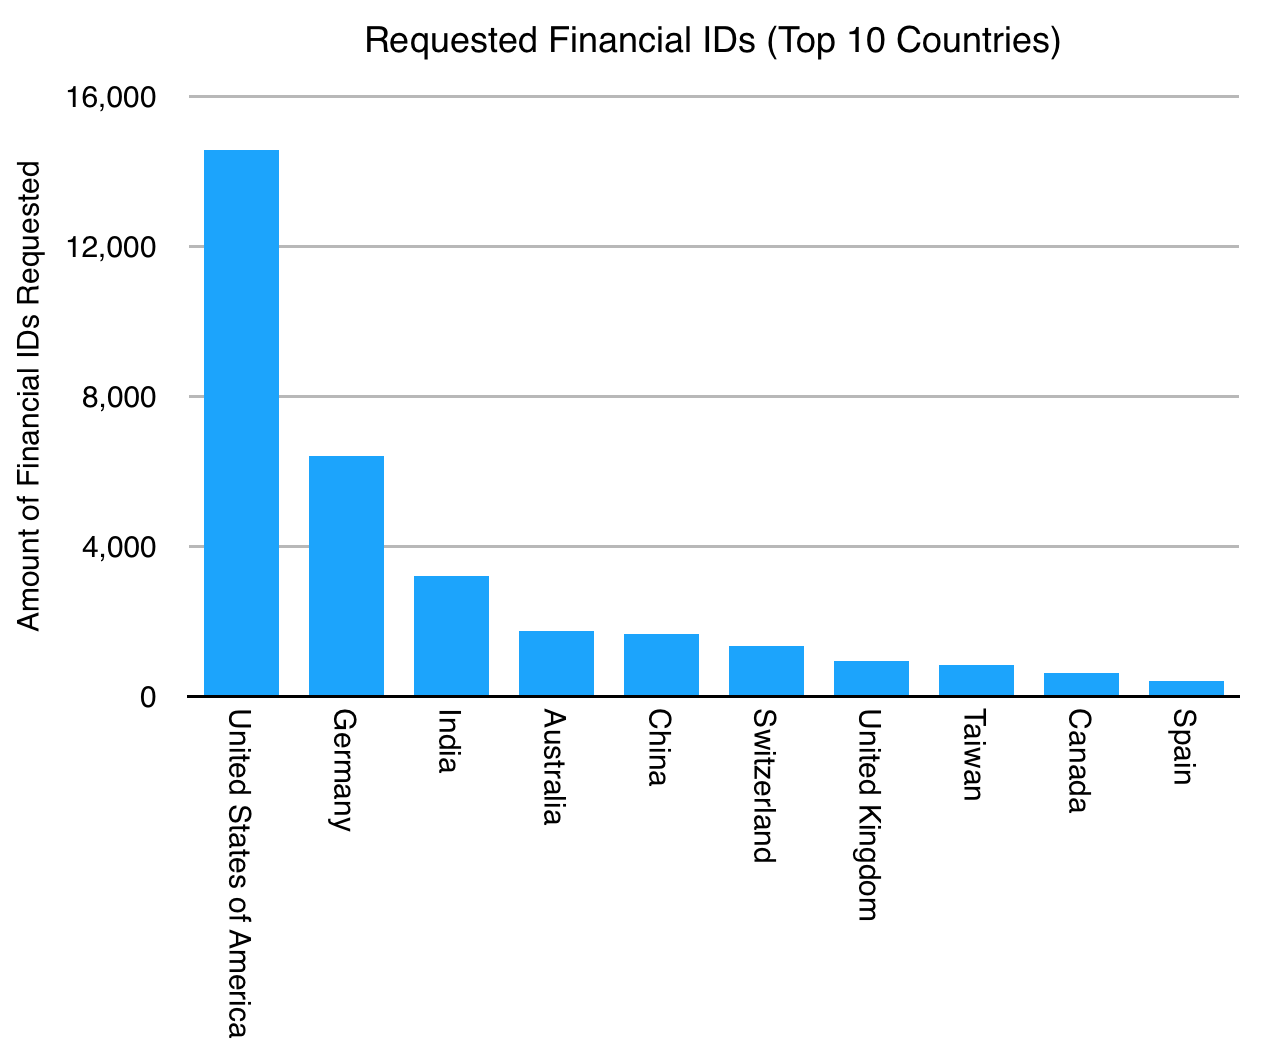 Requested Financial IDs (Top 10 Countries)
Amount of Financial IDs Requested
16,000
12,000
8,000
4,000
0
United States of America
Germany
India
Australia
China
Switzerland
United Kingdom
Taiwan
Canada
Spain